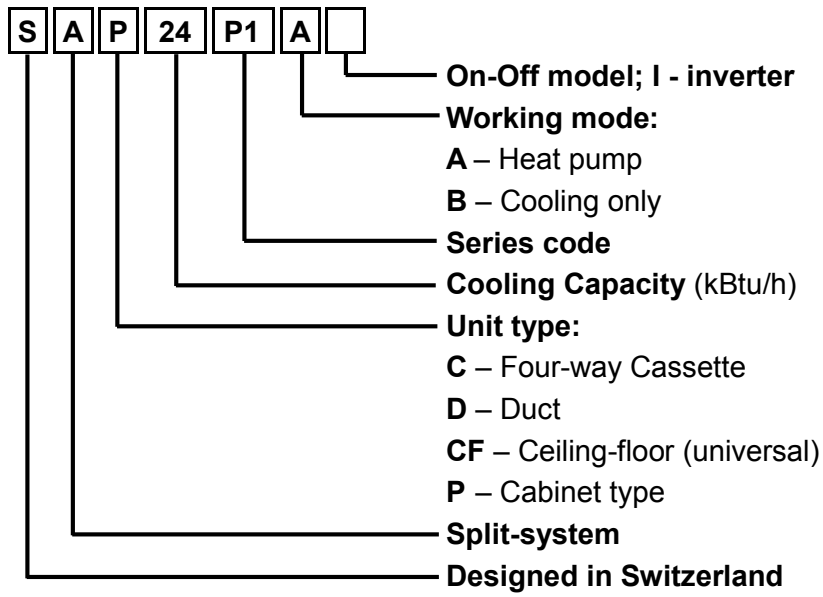 S A P 24 P1 A
On-Off model; I - inverter
Working mode:
A – Heat pump
B – Cooling only
Series code
Cooling Capacity (kBtu/h)
Unit type:
C – Four-way Cassette
D – Duct
CF – Ceiling-floor (universal)
P – Cabinet type
Split-system
Designed in Switzerland